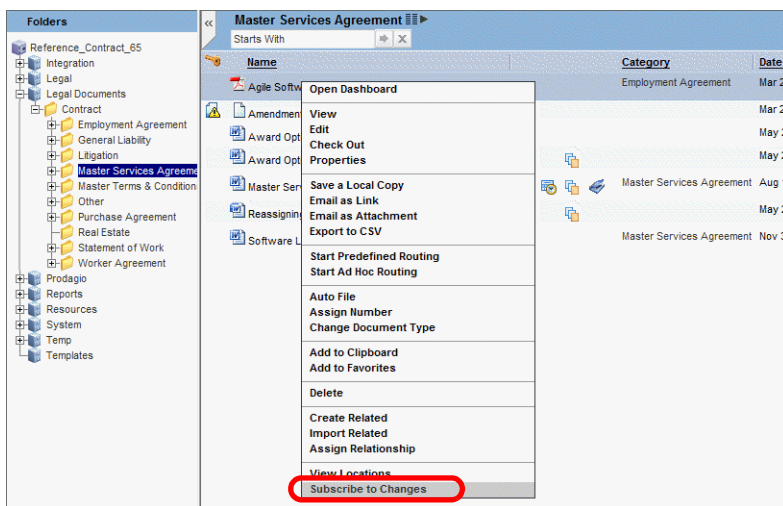 Folders
Reference_Contract_65
Integration
Legal
Legal Documents
Contract
Employment Agreement
General Liability
Litigation
Master Services Agreeme
Master Terms & Condition
Other
Purchase Agreement
Real Estate
Statement of Work
Worker Agreement
Prodagio
Reports
Resources
System
Temp
Templates
Master Services Agreement
Starts With
Name Category Date
Agile Softw Employment Agreement Mar 2
Amendmen Mar 2
Award Opt May
Award Opt May
Master Ser Master Services Agreement Aug
Reassigning May
Software L Master Services Agreement Nov 3
Open Dashboard
View
Edit
Check Out
Properties
Save a Local Copy
Email as Link
Email as Attachment
Export to CSV
Start Predefined Routing
Start Ad Hoc Routing
Auto File
Assign Number
Change Document Type
Add to Clipboard
Add to Favorites
Delete
Create Related
Import Related
Assign Relationship
View Locations
Subscribe to Changes